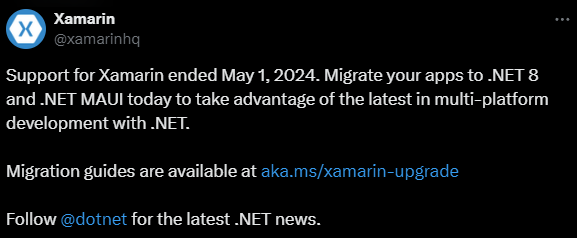 Xamarin
@xamarinhq
Support for Xamarin ended May 1, 2024. Migrate your apps to .NET 8
and .NET MAUI today to take advantage of the latest in multi-platform
development with .NET.
Migration guides are available at aka.ms/xamarin-upgrade
Follow @dotnet for the latest .NET news.